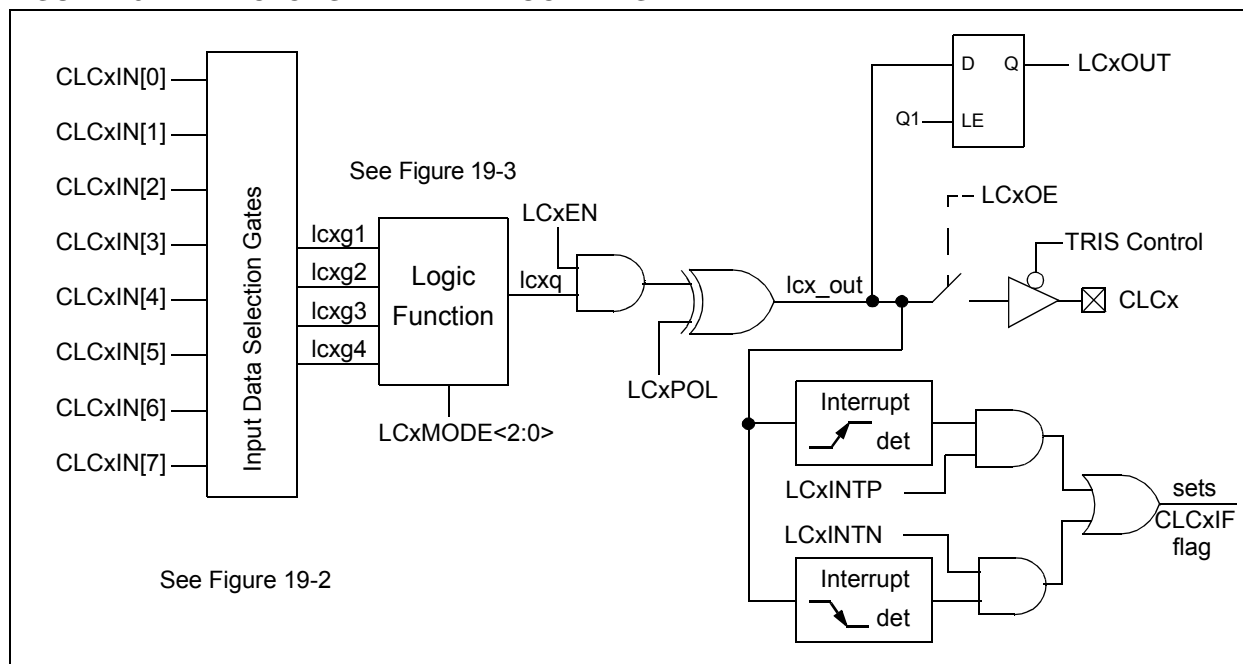 CLCxIN[0]
CLCxIN[1]
CLCxIN[2]
CLCxIN[3]
CLCxIN[4]
CLCxIN[5]
CLCxIN[6]
CLCxIN[7]
Input Data Selection Gates
See Figure 19-2
lcxg1
lcxg2
lcxg3
lcxg4
See Figure 19-3
Logic
Function
LCxMODE<2:0>
lcxq
LCxEN
LCxPOL
lcx_out
D
Q
LE
Q1
LCxOUT
LCxOE
TRIS Control
CLCx
Interrupt
det
LCxINTP
LCxINTN
Interrupt
det
sets
CLCxIF
flag